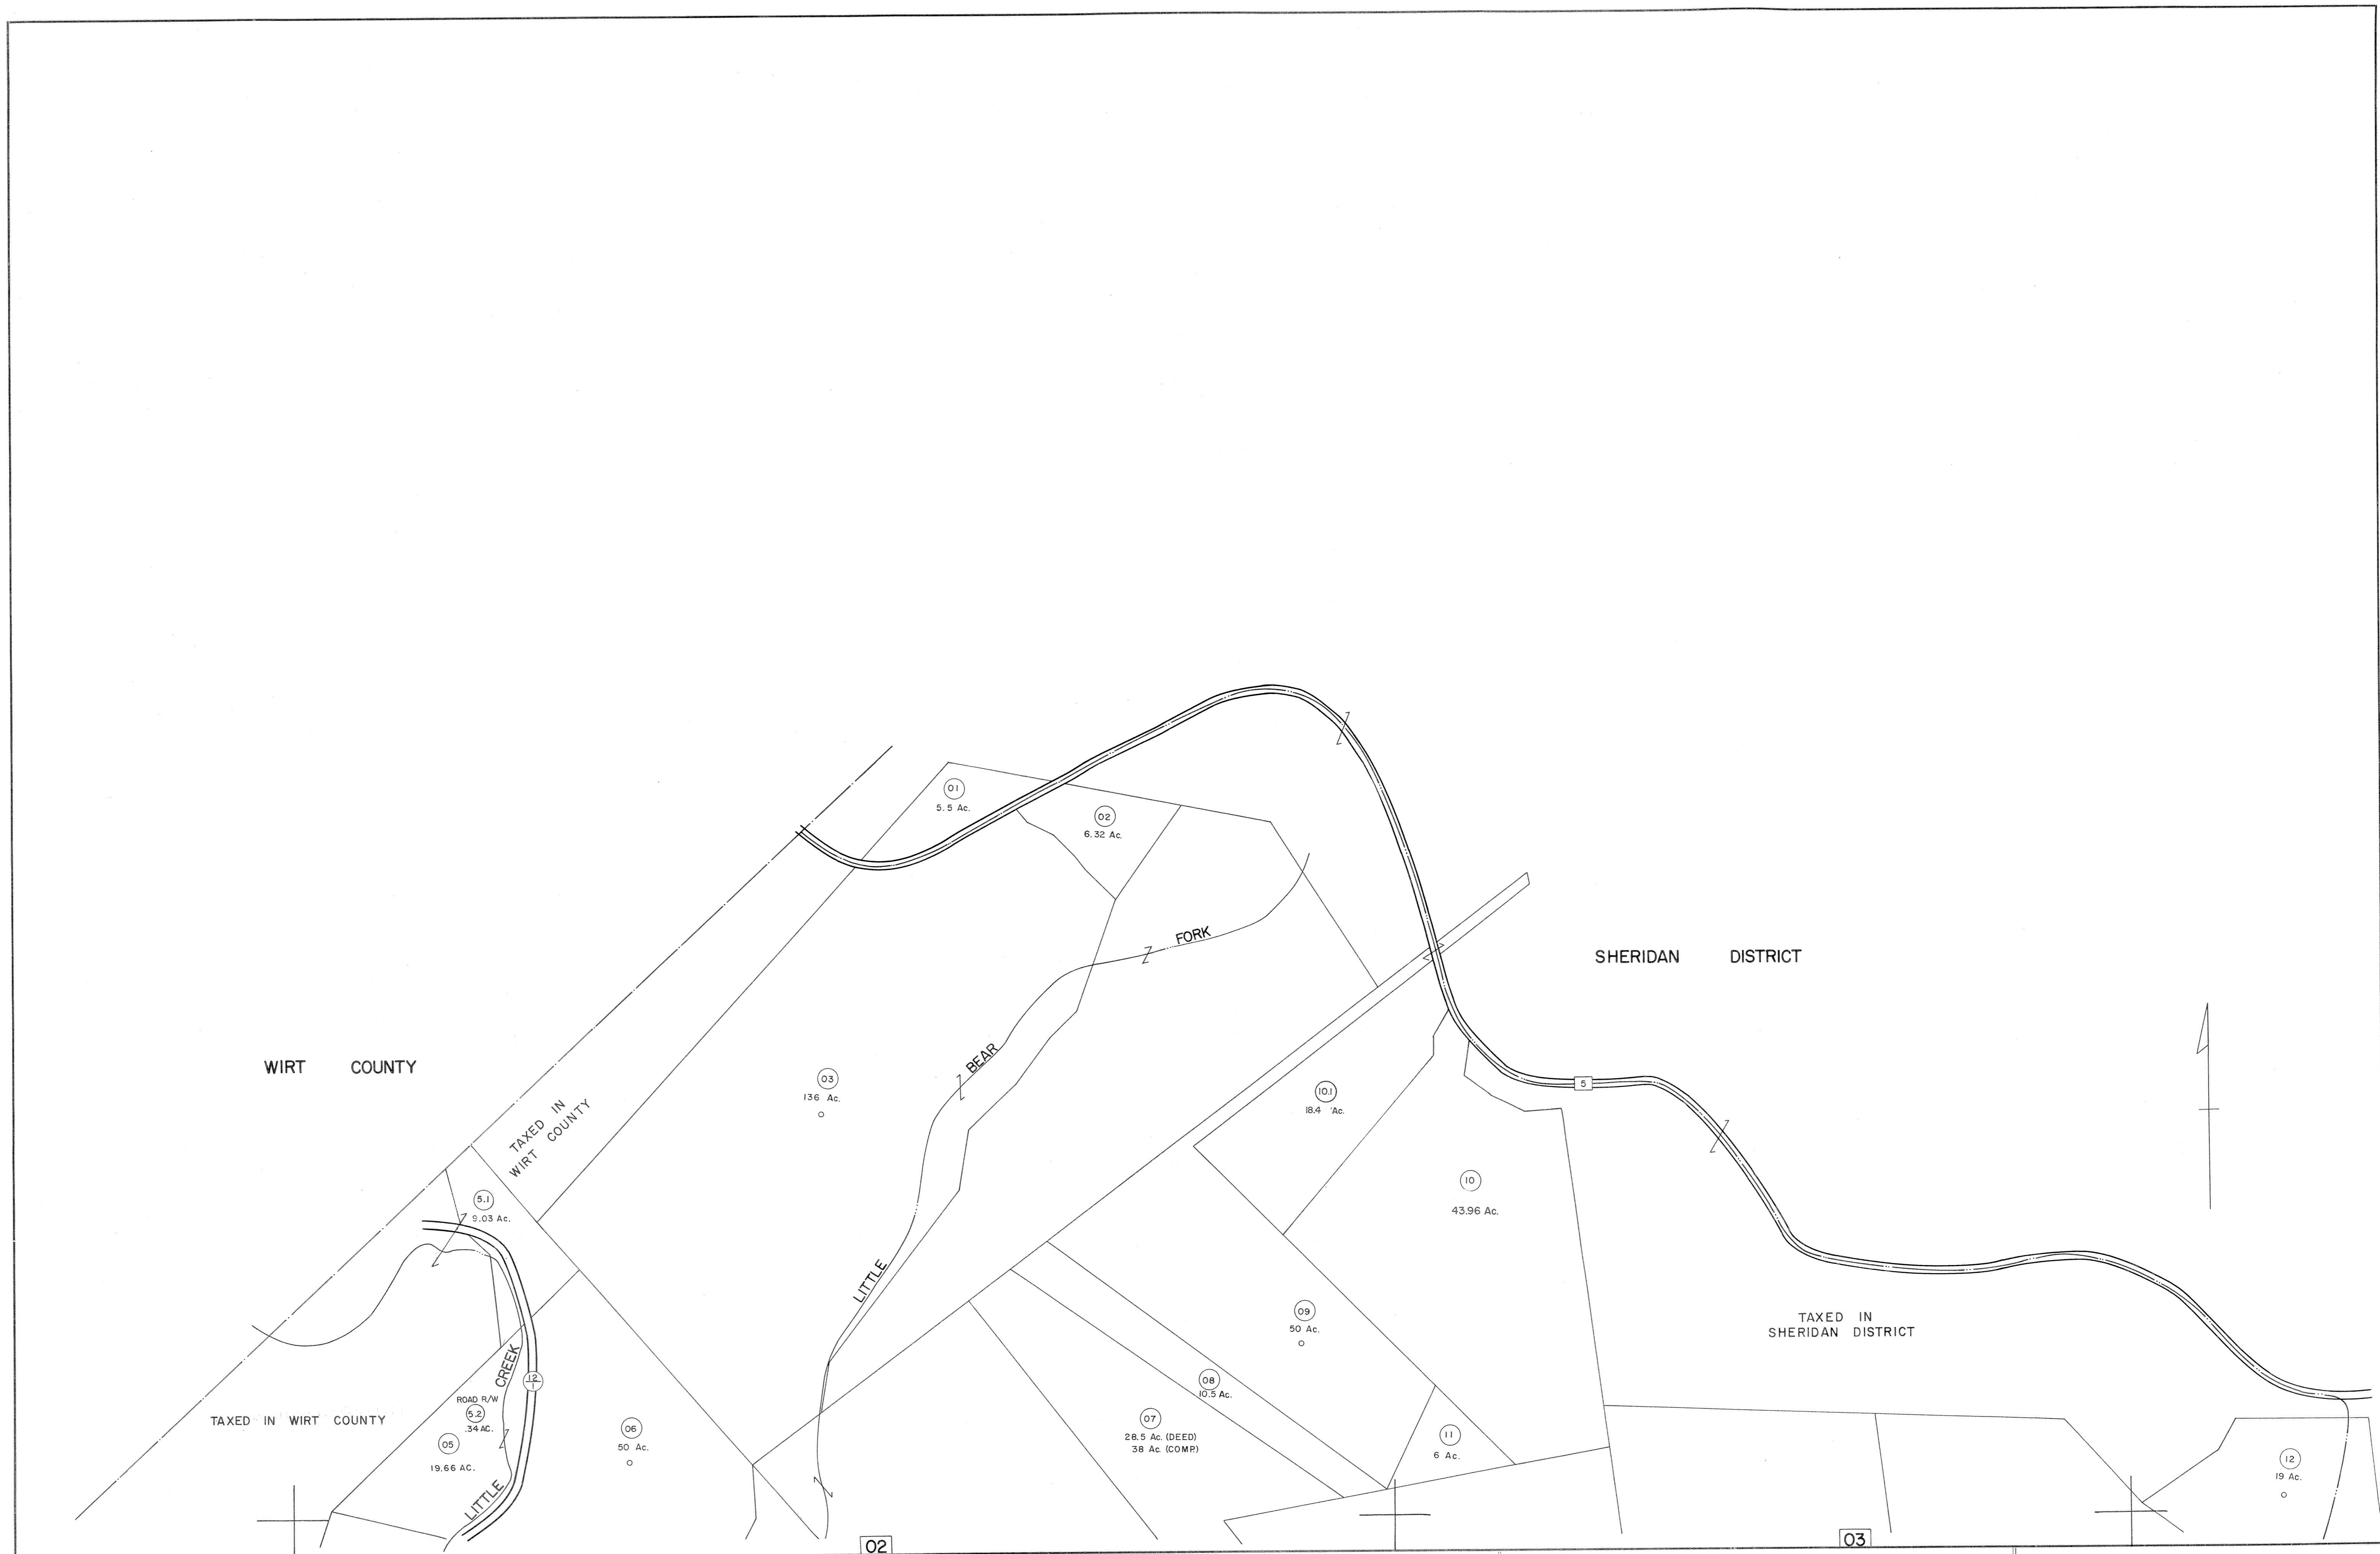 01
5.5 Ac.
02
6.32 Ac.
FORK
SHERIDAN DISTRICT
WIRT COUNTY
BEAR
03
136 Ac.
5
10.1
18.4 Ac.
TAXED IN
WIRT COUNTY
10
43.96 Ac.
5.1
9.03 Ac.
LITTLE
09
50 Ac.
TAXED IN
SHERIDAN DISTRICT
CREEK
12
1
08
10.5 Ac.
ROAD R/W
5.2
.34 AC.
TAXED IN WIRT COUNTY
05
19.66 AC.
06
50 Ac.
07
28.5 Ac. (DEED)
38 Ac. (COMP.)
11
6 Ac.
12
19 Ac.
LITTLE
02
03